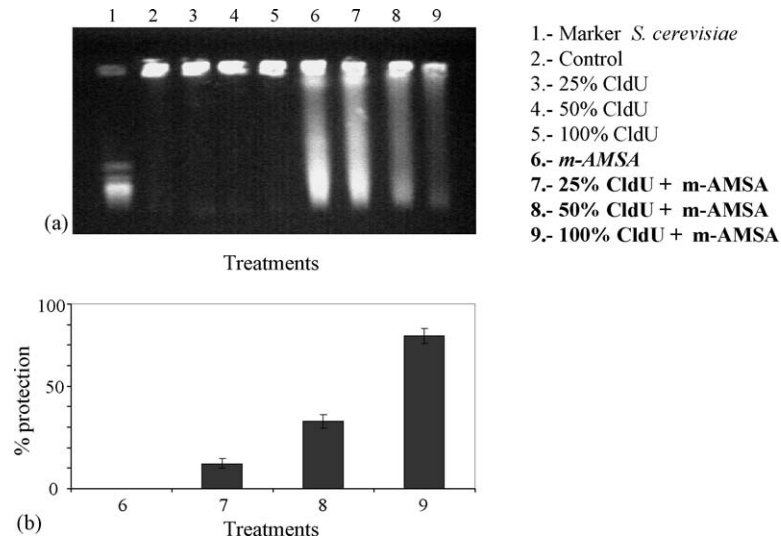 1 2 3 4 5 6 7 8 9
(a)
Treatments
1.- Marker S. cerevisiae
2.- Control
3.- 25% CldU
4.- 50% CldU
5.- 100% CldU
6.- m-AMSA
7.- 25% CldU + m-AMSA
8.- 50% CldU + m-AMSA
9.- 100% CldU + m-AMSA
100
50
0
% protection
6 7 8 9
Treatments
(b)